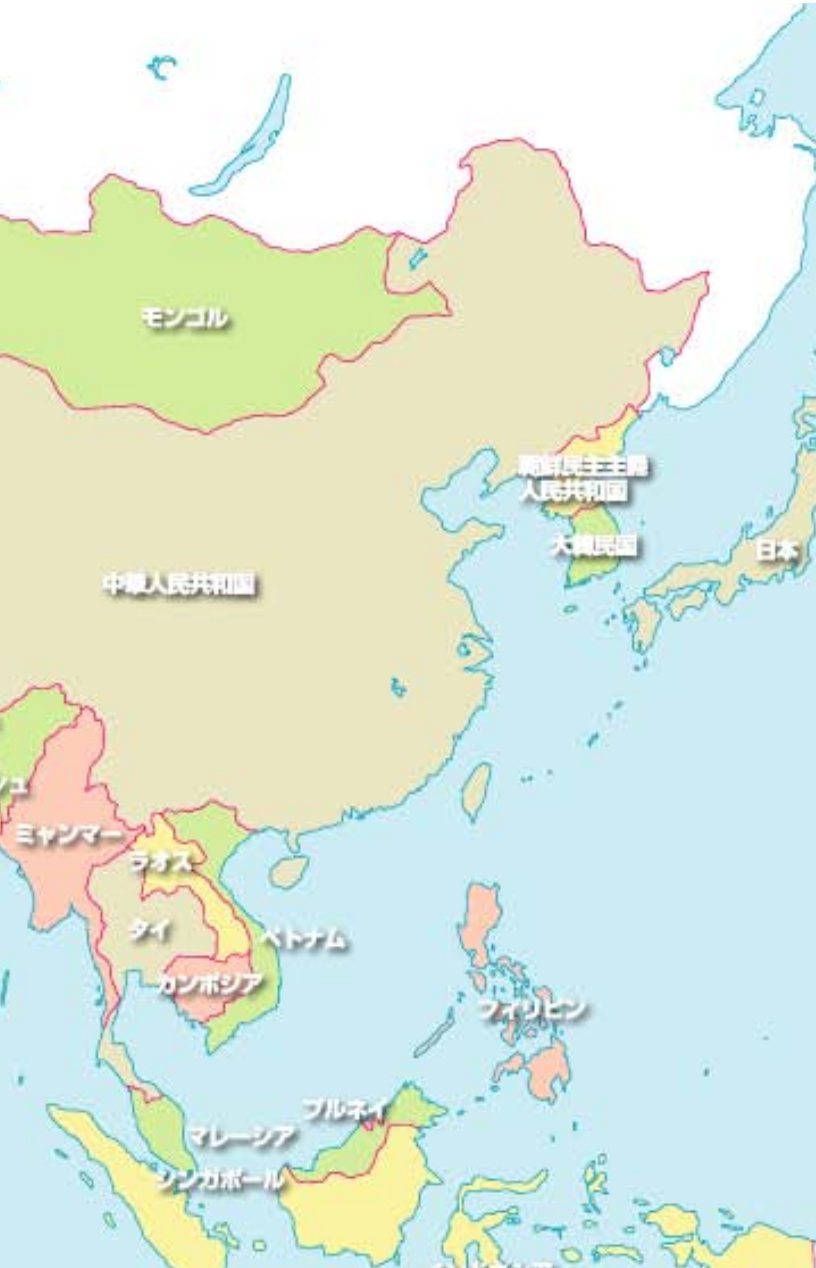 モンゴル
朝鮮民主主義
人民共和国
大韓民国
日本
中華人民共和国
シュ
ミャンマー
ラオス
タイ
ベトナム
カンボジア
フィリピン
ブルネイ
マレーシア
シンガポール